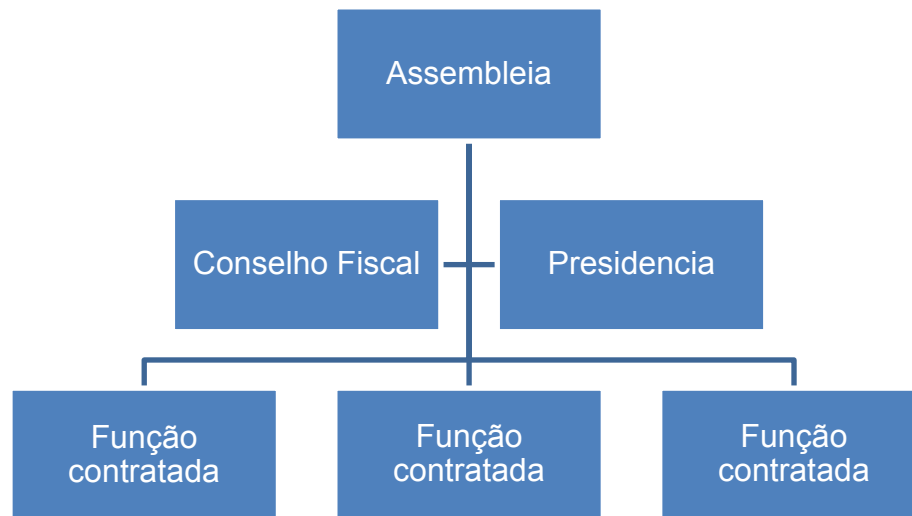 Assembleia
Conselho Fiscal
Presidencia
Função
contratada
Função
contratada
Função
contratada